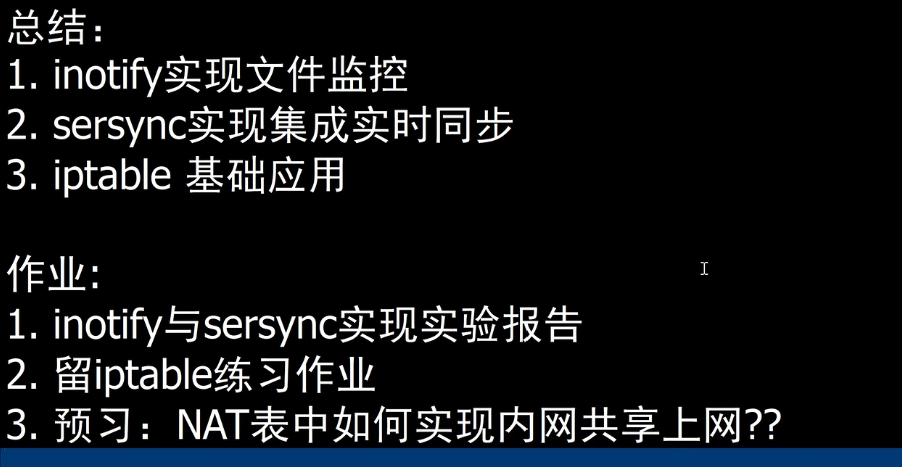 总结：
1. inotify实现文件监控
2. sersync实现集成实时同步
3. iptable 基础应用
作业:
1. inotify与sersync实现实验报告
2. 留iptable练习作业
3. 预习：NAT表中如何实现内网共享上网??